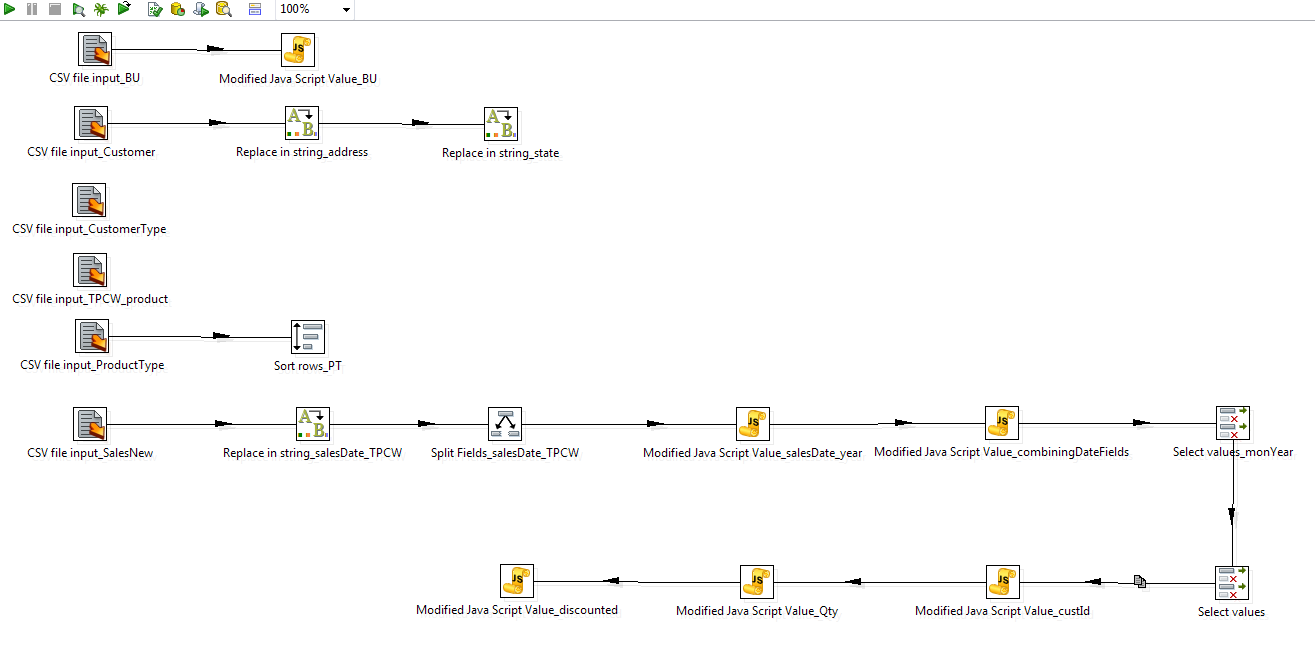 100%
CSV file input_BU
Modified Java Script Value_BU
CSV file input_Customer
Replace in string_address
Replace in string_state
CSV file input_CustomerType
CSV file input_TPCW_product
CSV file input_ProductType
Sort rows_PT
CSV file input_SalesNew
Replace in string_salesDate_TPCW
Split Fields_salesDate_TPCW
Modified Java Script Value_salesDate_year
Modified Java Script Value_combiningDateFields
Select values_monYear
Modified Java Script Value_discounted
Modified Java Script Value_Qty
Modified Java Script Value_custId
Select values